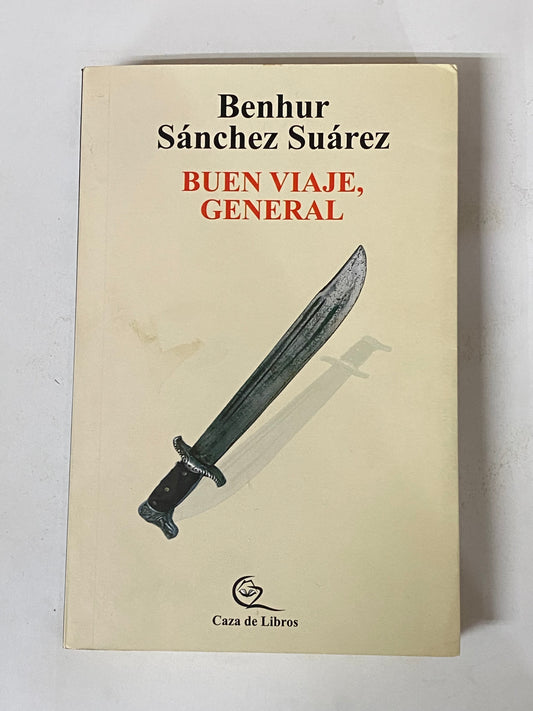 Benhur
Sánchez Suárez
BUEN VIAJE,
GENERAL
Caza de Libros